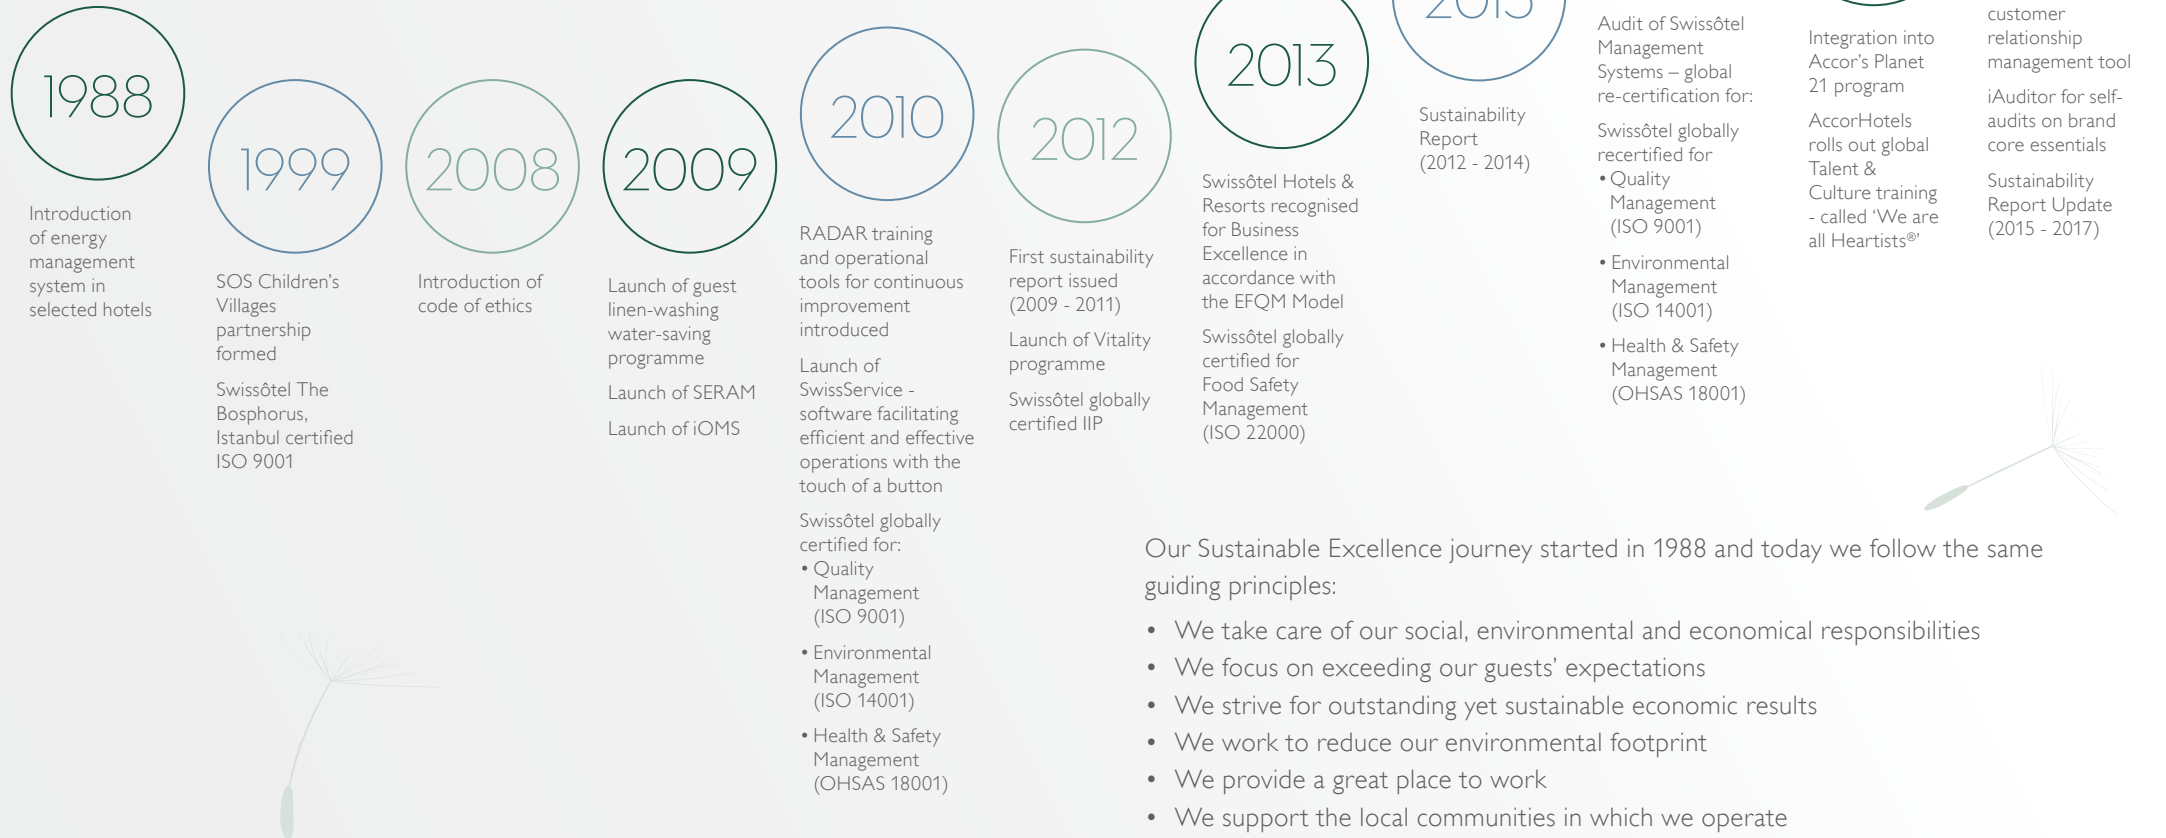 1988
Introduction
of energy
management
system in
selected hotels
1999
SOS Children's
Villages
partnership
formed
Swissôtel The
Bosphorus,
Istanbul certified
ISO 9001
2008
Introduction of
code of ethics
2009
Launch of guest
linen-washing
water-saving
programme
Launch of SERAM
Launch of iOMS
2010
RADAR training
and operational
tools for continuous
improvement
introduced
Launch of
SwissService -
software facilitating
efficient and effective
operations with the
touch of a button
Swissôtel globally
certified for:
• Quality
Management
(ISO 9001)
• Environmental
Management
(ISO 14001)
• Health & Safety
Management
(OHSAS 18001)
2012
First sustainability
report issued
(2009 - 2011)
Launch of Vitality
programme
Swissôtel globally
certified IIP
2013
Swissôtel Hotels &
Resorts recognised
for Business
Excellence in
accordance with
the EFQM Model
Swissôtel globally
certified for
Food Safety
Management
(ISO 22000)
2015
Sustainability
Report
(2012 - 2014)
Audit of Swissôtel
Management
Systems – global
re-certification for:
Swissôtel globally
recertified for
• Quality
Management
(ISO 9001)
• Environmental
Management
(ISO 14001)
• Health & Safety
Management
(OHSAS 18001)
Integration into
Accor's Planet
21 program
AccorHotels
rolls out global
Talent &
Culture training
- called ‘We are
all Heartists®’
customer
relationship
management tool
iAuditor for self-
audits on brand
core essentials
Sustainability
Report Update
(2015 - 2017)
Our Sustainable Excellence journey started in 1988 and today we follow the same
guiding principles:
• We take care of our social, environmental and economical responsibilities
• We focus on exceeding our guests’ expectations
• We strive for outstanding yet sustainable economic results
• We work to reduce our environmental footprint
• We provide a great place to work
• We support the local communities in which we operate